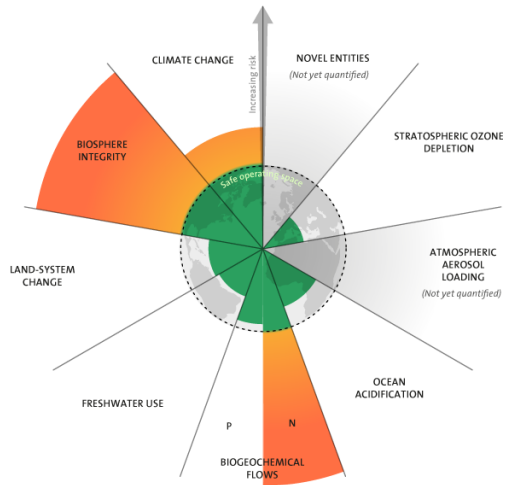 CLIMATE CHANGE
Increasing risk
NOVEL ENTITIES
(Not yet quantified)
STRATOSPHERIC OZONE
DEPLETION
BIOSPHERE
INTEGRITY
Safe operating space
ATMOSPHERIC
AEROSOL
LOADING
(Not yet quantified)
LAND-SYSTEM
CHANGE
OCEAN
ACIDIFICATION
FRESHWATER USE
P
N
BIOGEOCHEMICAL
FLOWS